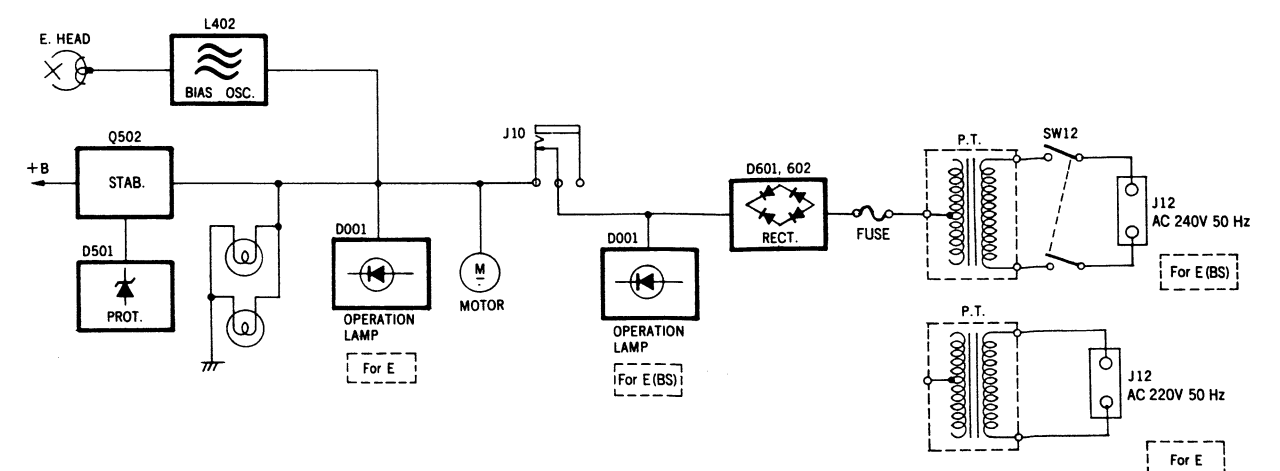 L402
E. HEAD
BIAS OSC.
Q502
+B
STAB.
D501
PROT.
D001
OPERATION
LAMP
For E
M
MOTOR
J10
D001
OPERATION
LAMP
For E (BS)
D601, 602
RECT.
FUSE
P.T.
SW12
J12
AC 240V 50 Hz
For E (BS)
P.T.
J12
AC 220V 50 Hz
For E